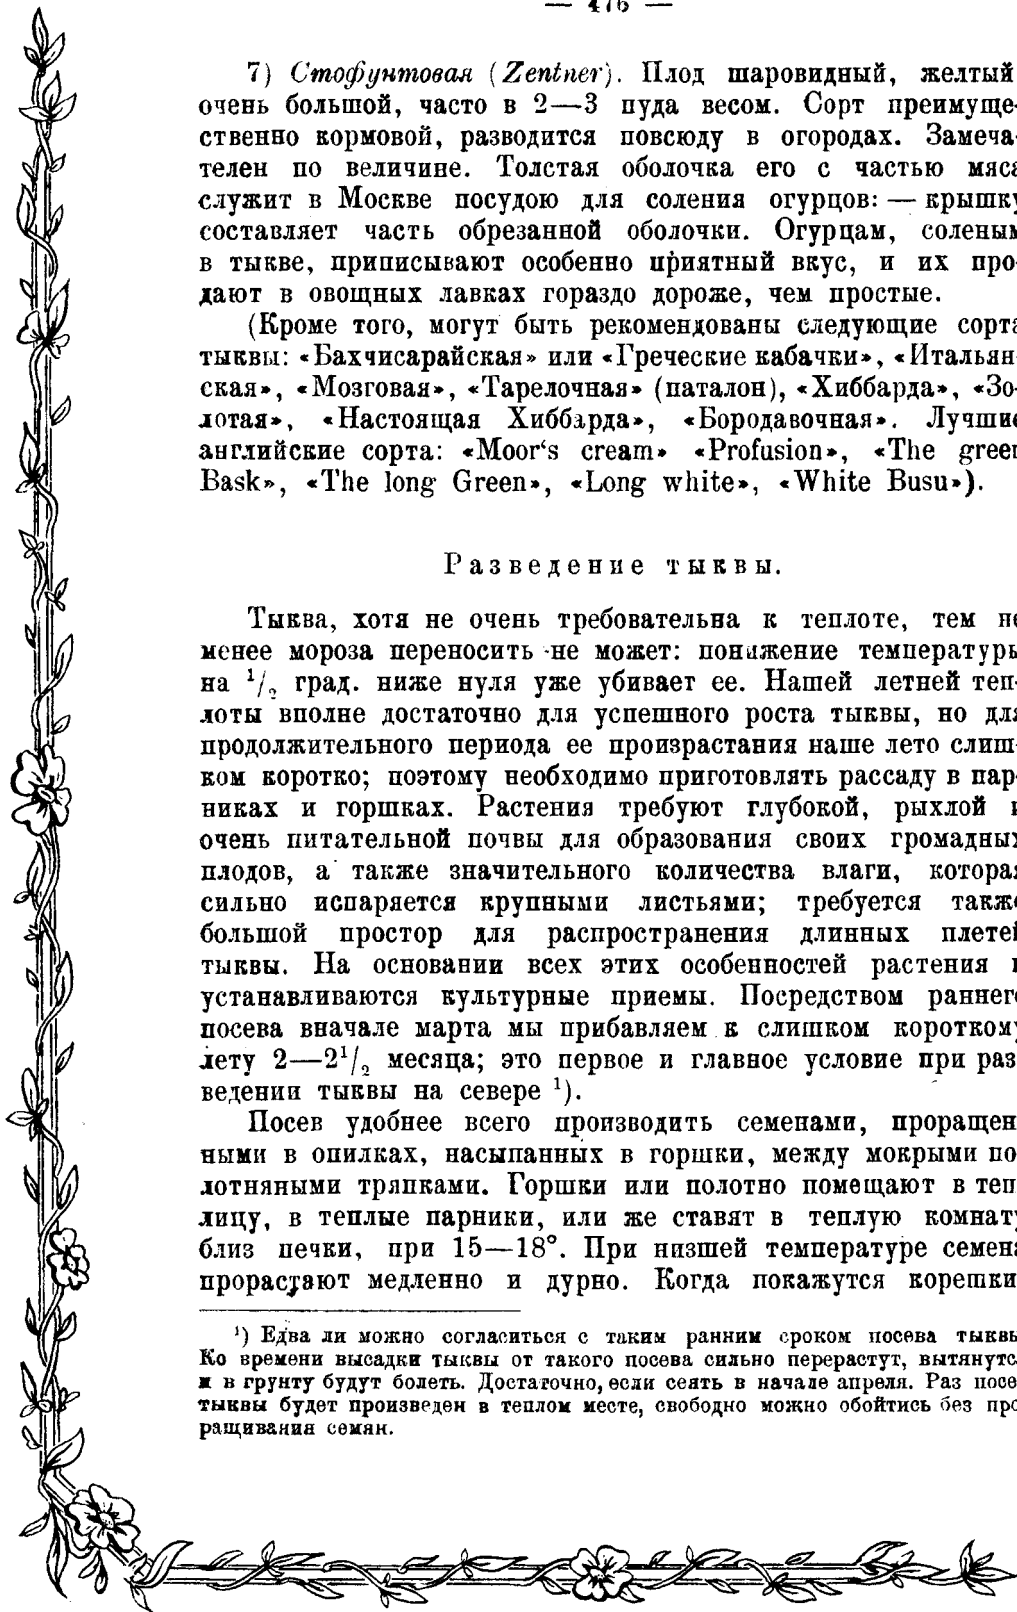 7) Стофунтовая (Zentner). Плод шаровидный, желтый
очень большой, часто в 2—3 пуда весом. Сорт преимуще-
ственно кормовой, разводится повсюду в огородах. Замеча-
телен по величине. Толстая оболочка его с частью мяса
служит в Москве посудою для соления огурцов: — крышку
составляет часть обрезанной оболочки. Огурцам, соленым
в тыкве, приписывают особенно приятный вкус, и их про-
дают в овощных лавках гораздо дороже, чем простые.
(Кроме того, могут быть рекомендованы следующие сорта
тыквы: «Бахчисарайская» или «Греческие кабачки», «Итальян-
ская», «Мозговая», «Тарелочная» (паталон), «Хиббарда», «Зо-
лотая», «Настоящая Хиббарда», «Бородавочная». Лучшие
английские сорта: «Moor‘s cream» «Profusion», «The green
Bask», «The long Green», «Long white», «White Busu»).
Разведение тыквы.
Тыква, хотя не очень требовательна к теплоте, тем не
менее мороза переносить не может: понижение температуры
на 1/2 град. ниже нуля уже убивает ее. Нашей летней теп-
лоты вполне достаточно для успешного роста тыквы, но для
продолжительного периода ее произрастания наше лето слиш-
ком коротко; поэтому необходимо приготовлять рассаду в пар-
никах и горшках. Растения требуют глубокой, рыхлой и
очень питательной почвы для образования своих громадных
плодов, а также значительного количества влаги, которая
сильно испаряется крупными листьями; требуется также
большой простор для распространения длинных плетей
тыквы. На основании всех этих особенностей растения и
устанавливаются культурные приемы. Посредством раннего
посева вначале марта мы прибавляем к слишком короткому
лету 2—2 1/2 месяца; это первое и главное условие при раз-
ведении тыквы на севере ¹).
Посев удобнее всего производить семенами, проращен-
ными в опилках, насыпанных в горшки, между мокрыми по-
лотняными тряпками. Горшки или полотно помещают в теп-
лицу, в теплые парники, или же ставят в теплую комнату
близ печки, при 15—18°. При низшей температуре семена
прорастают медленно и дурно. Когда покажутся корешки
¹) Едва ли можно согласиться с таким ранним сроком посева тыквы
Ко времени высадки тыквы от такого посева сильно перерастут, вытянутся
и в грунту будут болеть. Достаточно, если сеять в начале апреля. Раз посев
тыквы будет произведен в теплом месте, свободно можно обойтись без про-
ращивания семян.